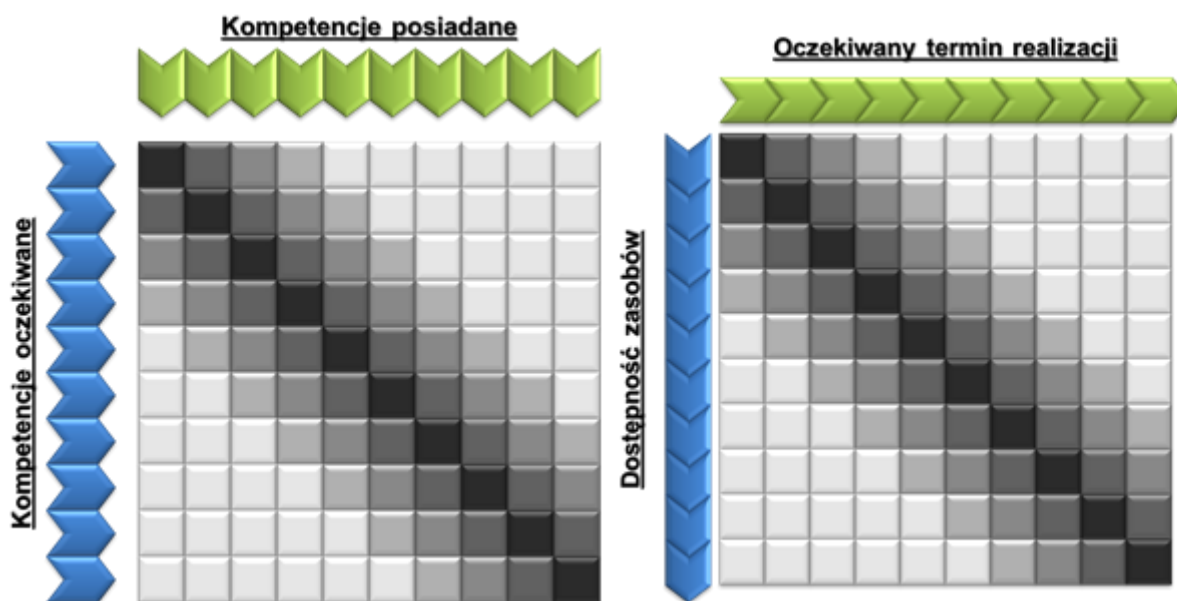 Kompetencje posiadane
Oczekiwany termin realizacji
Kompetencje oczekiwane
Dostępność zasobów